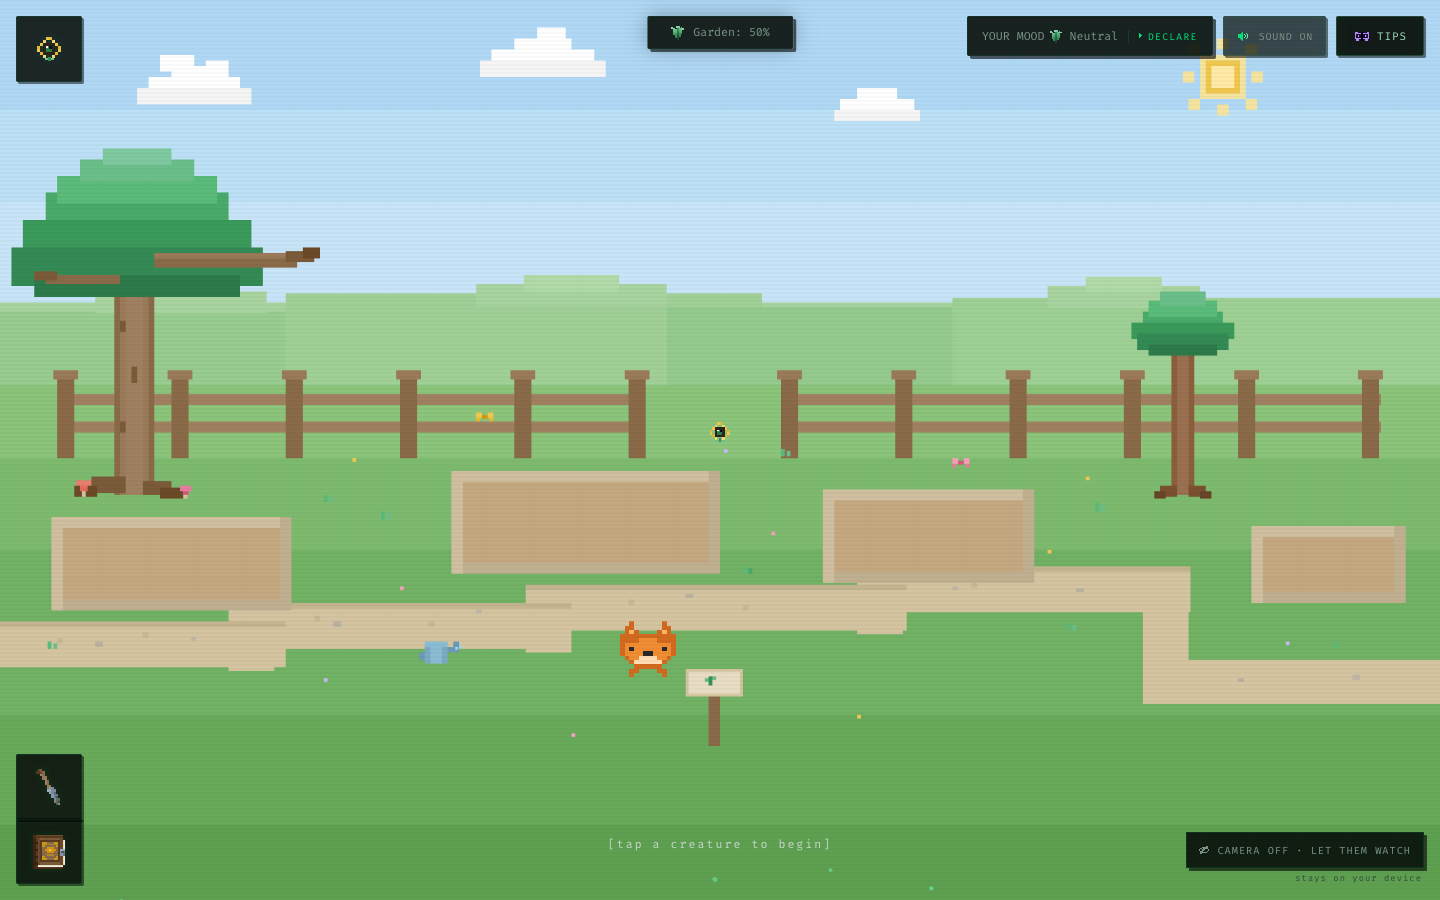 Garden: 50%
YOUR MOOD Neutral DECLARE
SOUND ON
TIPS
[tap a creature to begin]
CAMERA OFF · LET THEM WATCH
stays on your device